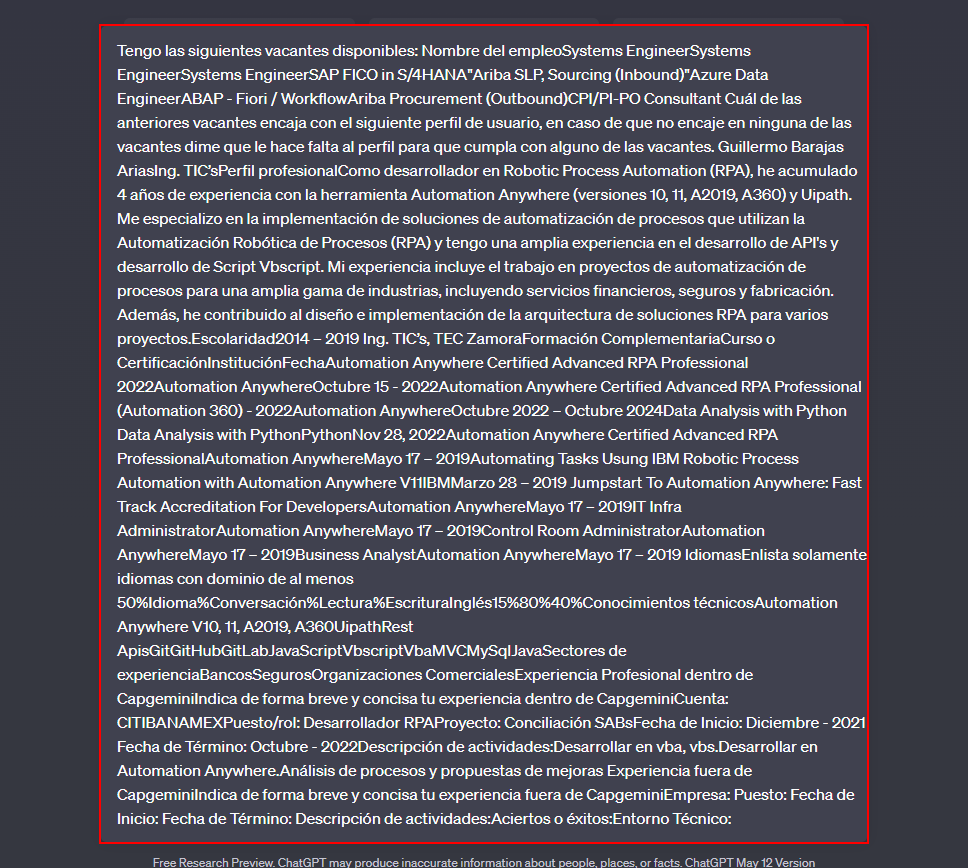 Tengo las siguientes vacantes disponibles: Nombre del empleoSystems EngineerSystems
EngineerSystems EngineerSAP FICO in S/4HANA"Ariba SLP, Sourcing (Inbound)"Azure Data
EngineerABAP - Fiori / WorkflowAriba Procurement (Outbound)CPI/PI-PO Consultant Cuál de las
anteriores vacantes encaja con el siguiente perfil de usuario, en caso de que no encaje en ninguna de las
vacantes dime que le hace falta al perfil para que cumpla con alguno de las vacantes. Guillermo Barajas
AriasIng. TIC’sPerfil profesionalComo desarrollador en Robotic Process Automation (RPA), he acumulado
4 años de experiencia con la herramienta Automation Anywhere (versiones 10, 11, A2019, A360) y Uipath.
Me especializo en la implementación de soluciones de automatización de procesos que utilizan la
Automatización Robótica de Procesos (RPA) y tengo una amplia experiencia en el desarrollo de API's y
desarrollo de Script Vbscript. Mi experiencia incluye el trabajo en proyectos de automatización de
procesos para una amplia gama de industrias, incluyendo servicios financieros, seguros y fabricación.
Además, he contribuido al diseño e implementación de la arquitectura de soluciones RPA para varios
proyectos.Escolaridad2014 – 2019 Ing. TIC’s, TEC ZamoraFormación ComplementariaCurso o
CertificaciónInstituciónFechaAutomation Anywhere Certified Advanced RPA Professional
2022Automation AnywhereOctubre 15 - 2022Automation Anywhere Certified Advanced RPA Professional
(Automation 360) - 2022Automation AnywhereOctubre 2022 – Octubre 2024Data Analysis with Python
Data Analysis with PythonPythonNov 28, 2022Automation Anywhere Certified Advanced RPA
ProfessionalAutomation AnywhereMayo 17 – 2019Automating Tasks Usung IBM Robotic Process
Automation with Automation Anywhere V11IBMMarzo 28 – 2019 Jumpstart To Automation Anywhere: Fast
Track Accreditation For DevelopersAutomation AnywhereMayo 17 – 2019IT Infra
AdministratorAutomation AnywhereMayo 17 – 2019Control Room AdministratorAutomation
AnywhereMayo 17 – 2019Business AnalystAutomation AnywhereMayo 17 – 2019 IdiomasEnlista solamente
idiomas con dominio de al menos
50%Idioma%Conversación%Lectura%EscrituraInglés15%80%40%Conocimientos técnicosAutomation
Anywhere V10, 11, A2019, A360UipathRest
ApisGitGitHubGitLabJavaScriptVbscriptVbaMVCMySqlJavaSectores de
experienciaBancosSegurosOrganizaciones ComercialesExperiencia Profesional dentro de
CapgeminiIndica de forma breve y concisa tu experiencia dentro de CapgeminiCuenta:
CITIBANAMEXPuesto/rol: Desarrollador RPAProyecto: Conciliación SABsFecha de Inicio: Diciembre - 2021
Fecha de Término: Octubre - 2022Descripción de actividades:Desarrollar en vba, vbs.Desarrollar en
Automation Anywhere.Análisis de procesos y propuestas de mejoras Experiencia fuera de
CapgeminiIndica de forma breve y concisa tu experiencia fuera de CapgeminiEmpresa: Puesto: Fecha de
Inicio: Fecha de Término: Descripción de actividades:Aciertos o éxitos:Entorno Técnico:
Free Research Preview. ChatGPT may produce inaccurate information about people, places, or facts. ChatGPT May 12 Version